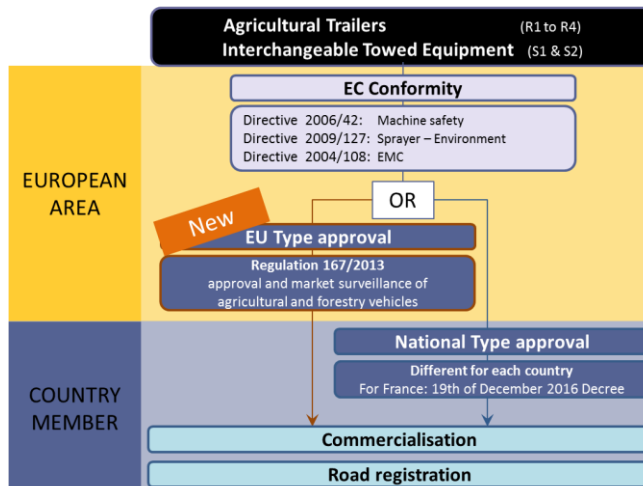 Agricultural Trailers (R1 to R4)
Interchangeable Towed Equipment (S1 & S2)
EC Conformity
Directive 2006/42: Machine safety
Directive 2009/127: Sprayer – Environment
Directive 2004/108: EMC
EUROPEAN
AREA
OR
New
EU Type approval
Regulation 167/2013
approval and market surveillance of
agricultural and forestry vehicles
National Type approval
Different for each country
For France: 19th of December 2016 Decree
COUNTRY
MEMBER
Commercialisation
Road registration